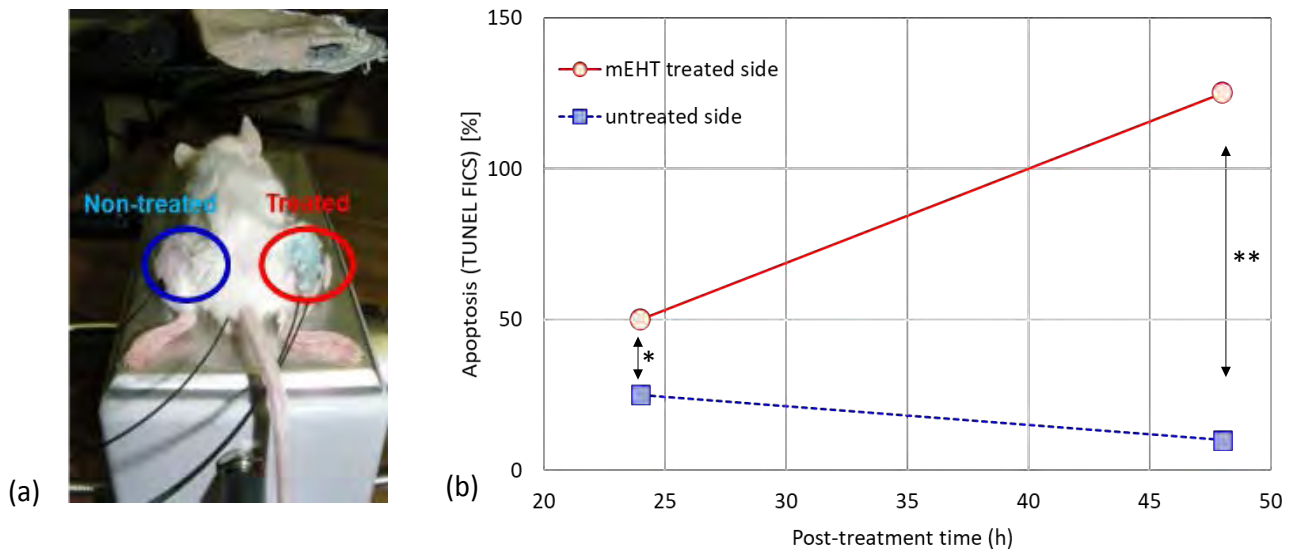 Non-treated Treated
(a)
Apoptosis (TUNEL FICS) [%]
150
100
50
0
mEHT treated side
untreated side
*
**
20 25 30 35 40 45 50
Post-treatment time (h)
(b)